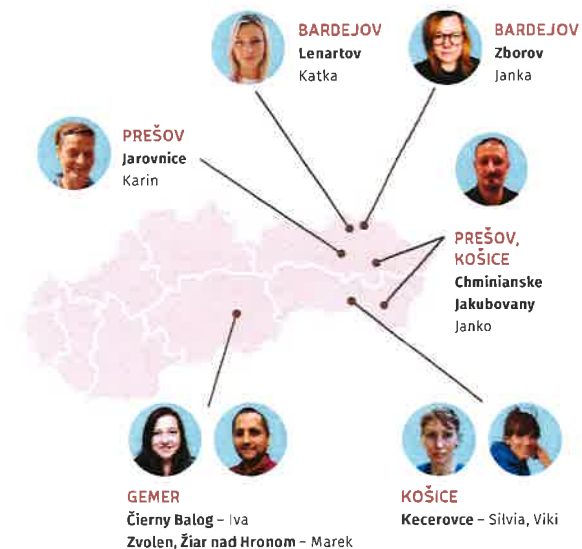 BARDEJOV
Lenartov
Katka
BARDEJOV
Zborov
Janka
PREŠOV
Jarovnice
Karin
PREŠOV,
KOŠICE
Chminianske
Jakubovany
Janko
GEMER
Čierny Balog – Iva
Zvolen, Žiar nad Hronom – Marek
KOŠICE
Kecerovce – Silvia, Viki